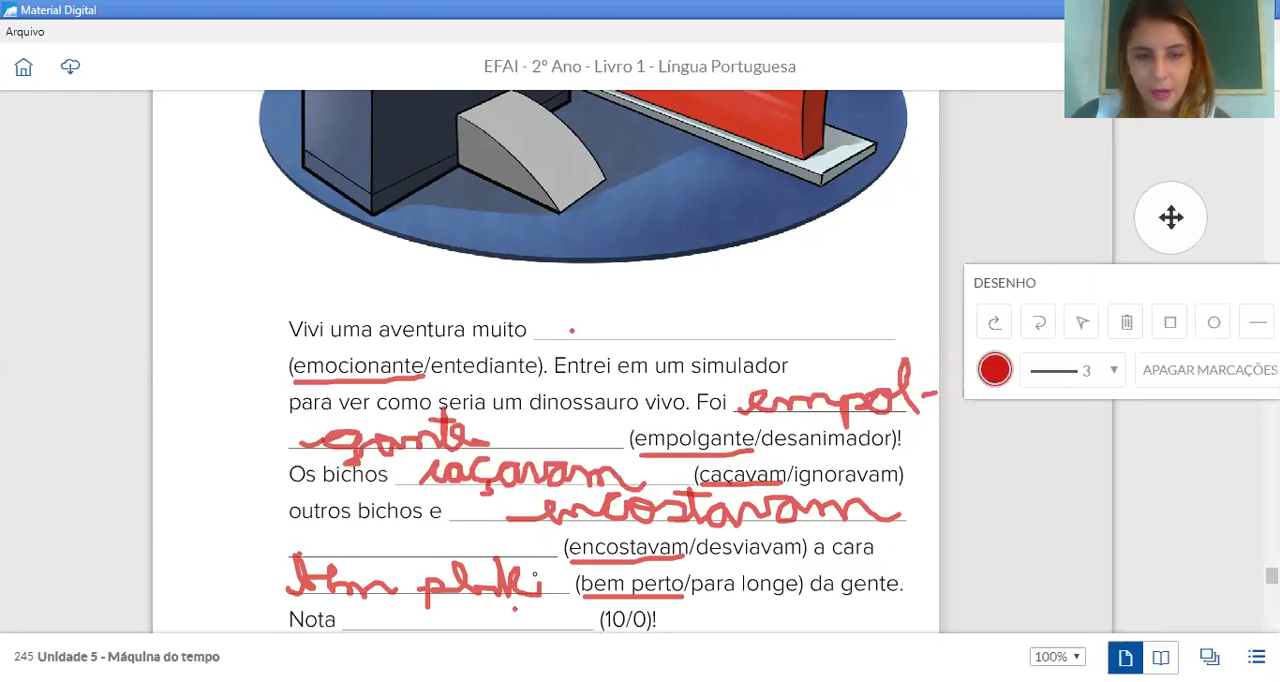 Material Digital
Arquivo
EFAI - 2º Ano - Livro 1 - Língua Portuguesa
DESENHO
3
APAGAR MARCAÇÕES
Vivi uma aventura muito
(emocionante/entediante). Entrei em um simulador
para ver como seria um dinossauro vivo. Foi empol-
gante (empolgante/desanimador)!
Os bichos caçavam (caçavam/ignoravam)
outros bichos e encostavam
(encostavam/desviavam) a cara
bem (bem perto/para longe) da gente.
Nota (10/0)!
245 Unidade 5 - Máquina do tempo
100%